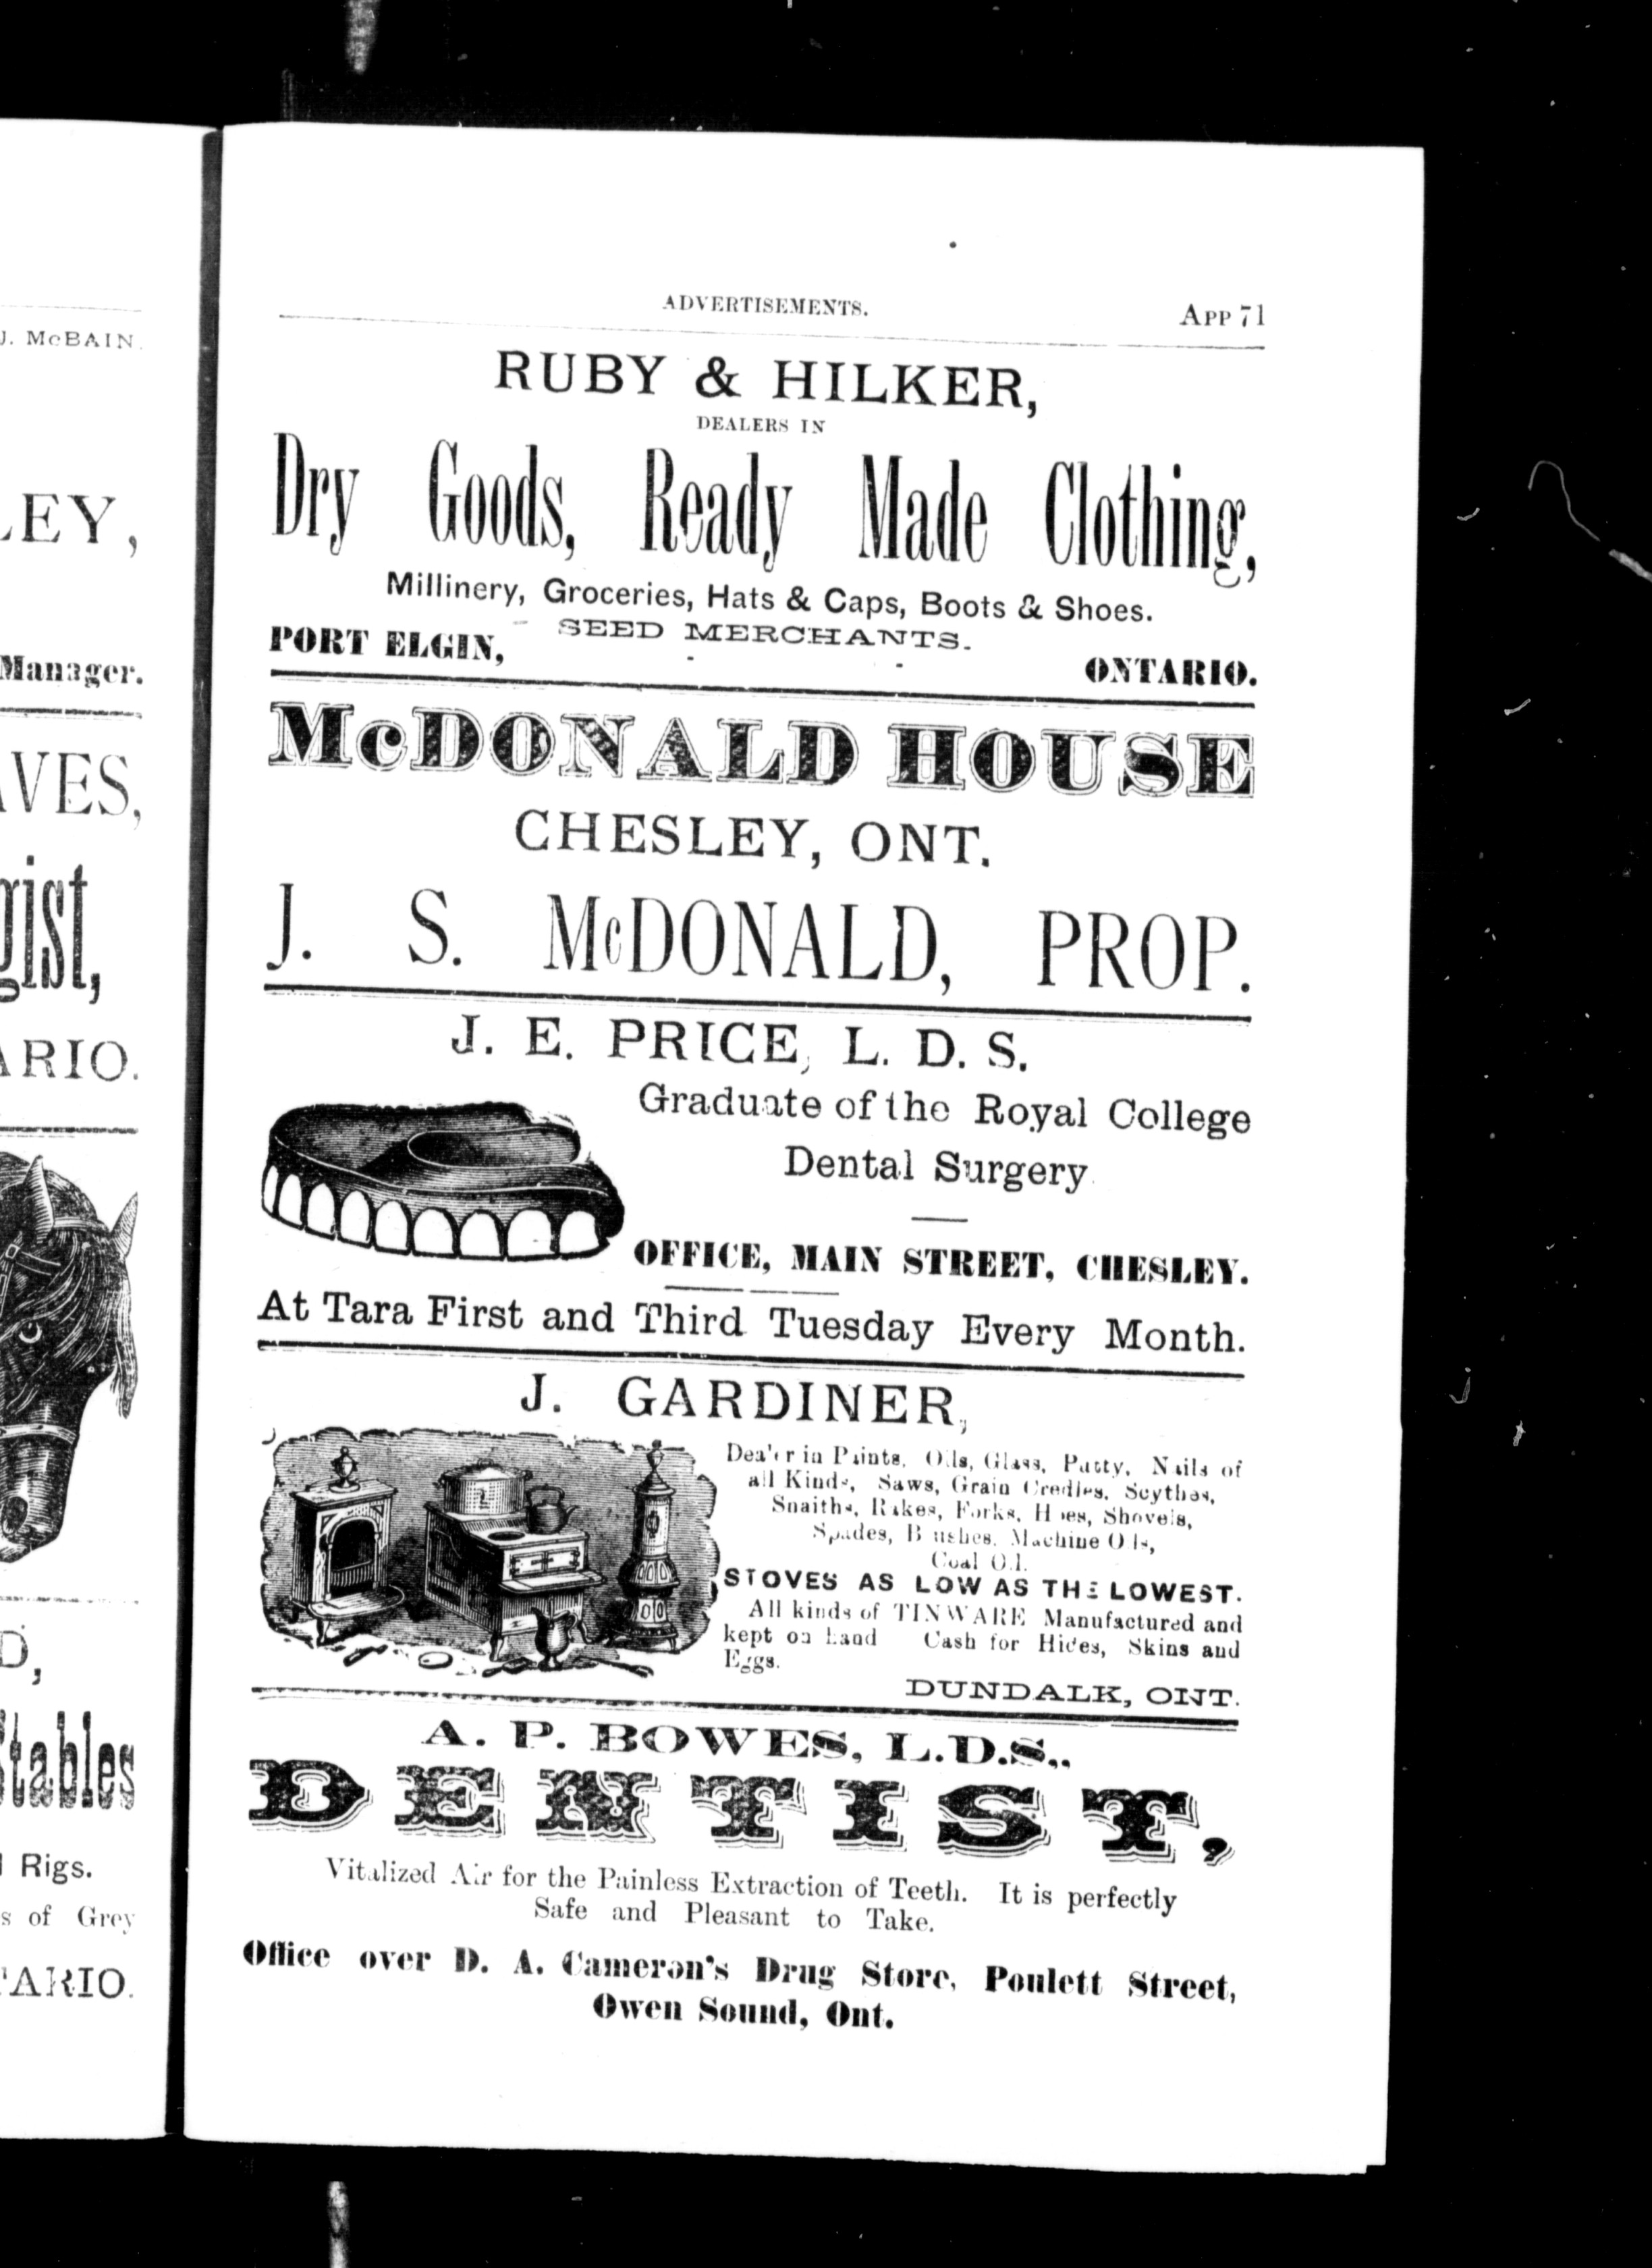 J. McBAIN.
LEY,
Manager.
AVES,
gist,
ARIO.
D,
Stables
Rigs.
s of Grey
TARIO.
ADVERTISEMENTS. APP 71
RUBY & HILKER,
DEALERS IN
Dry Goods, Ready Made Clothing,
Millinery, Groceries, Hats & Caps, Boots & Shoes.
SEED MERCHANTS.
PORT ELGIN, - - ONTARIO.
McDONALD HOUSE
CHESLEY, ONT.
J. S. McDONALD, PROP.
J. E. PRICE, L. D. S.
Graduate of the Royal College
Dental Surgery.
OFFICE, MAIN STREET, CHESLEY.
At Tara First and Third Tuesday Every Month.
J. GARDINER,
Dealer in Paints, Oils, Glass, Putty, Nails of
all Kinds, Saws, Grain Credles, Scythes,
Snaiths, Rakes, Forks, Hoes, Shovels,
Spades, Brushes, Machine Oils,
Coal Oil.
STOVES AS LOW AS THE LOWEST.
All kinds of TINWARE Manufactured and
kept on hand Cash for Hides, Skins and
Eggs.
DUNDALK, ONT.
A. P. BOWES, L.D.S.,
DENTIST,
Vitalized Air for the Painless Extraction of Teeth. It is perfectly
Safe and Pleasant to Take.
Office over D. A. Cameron's Drug Store, Poulett Street,
Owen Sound, Ont.